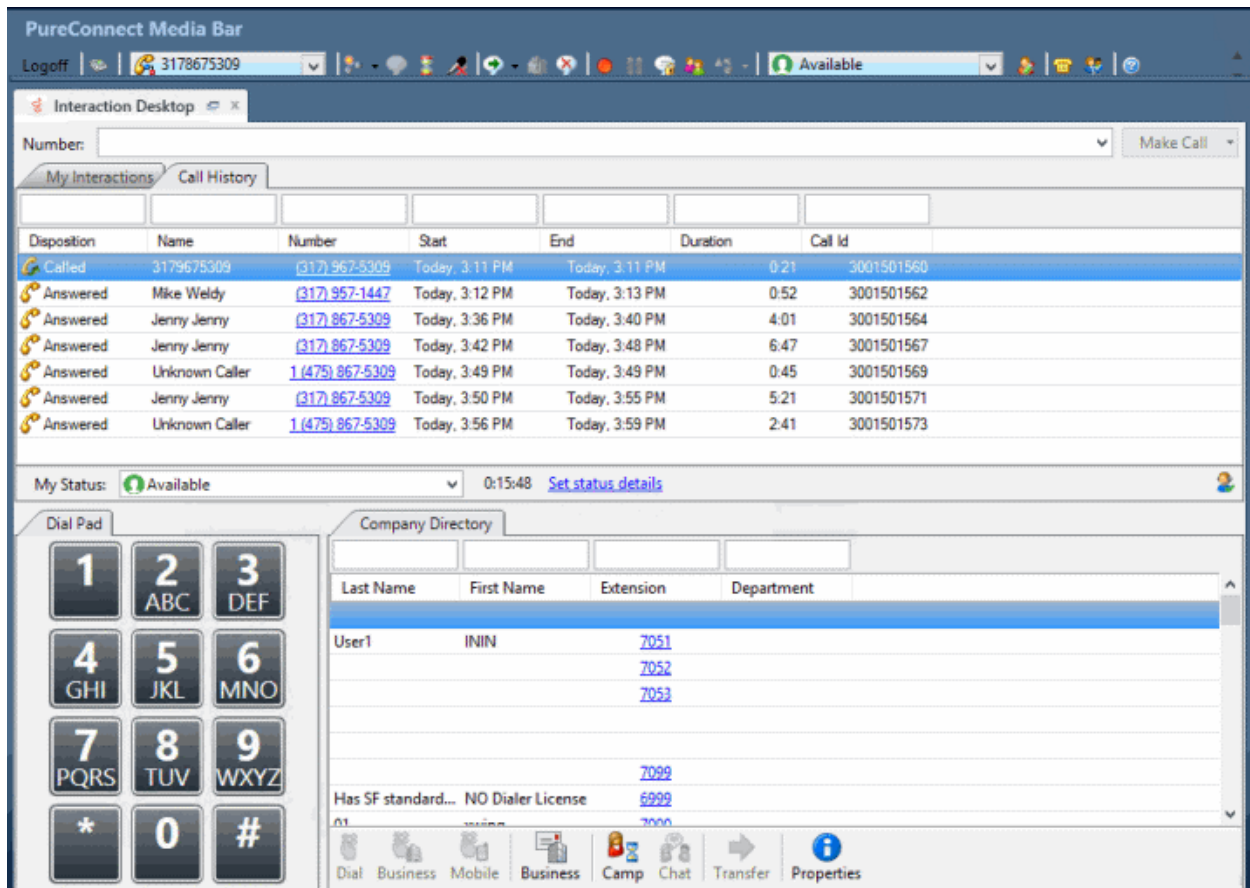 PureConnect Media Bar
Logoff 3178675309 Available
Interaction Desktop
Number: Make Call
My Interactions Call History
Disposition Name Number Start End Duration Call Id
Called 3179675309 (317) 967-5309 Today, 3:11 PM Today, 3:11 PM 0:21 3001501560
Answered Mike Weldy (317) 957-1447 Today, 3:12 PM Today, 3:13 PM 0:52 3001501562
Answered Jenny Jenny (317) 867-5309 Today, 3:36 PM Today, 3:40 PM 4:01 3001501564
Answered Jenny Jenny (317) 867-5309 Today, 3:42 PM Today, 3:48 PM 6:47 3001501567
Answered Unknown Caller 1 (475) 867-5309 Today, 3:49 PM Today, 3:49 PM 0:45 3001501569
Answered Jenny Jenny (317) 867-5309 Today, 3:50 PM Today, 3:55 PM 5:21 3001501571
Answered Unknown Caller 1 (475) 867-5309 Today, 3:56 PM Today, 3:59 PM 2:41 3001501573
My Status: Available 0:15:48 Set status details
Dial Pad
1 2 3
ABC DEF
4 5 6
GHI JKL MNO
7 8 9
PQRS TUV WXYZ
* 0 #
Company Directory
Last Name First Name Extension Department
User1 ININ 7051
7052
7053
7099
Has SF standard... NO Dialer License 6999
Dial Business Mobile Business Camp Chat Transfer Properties